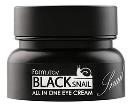 FarmStay
BLACK SNAIL
ALL IN ONE EYE CREAM